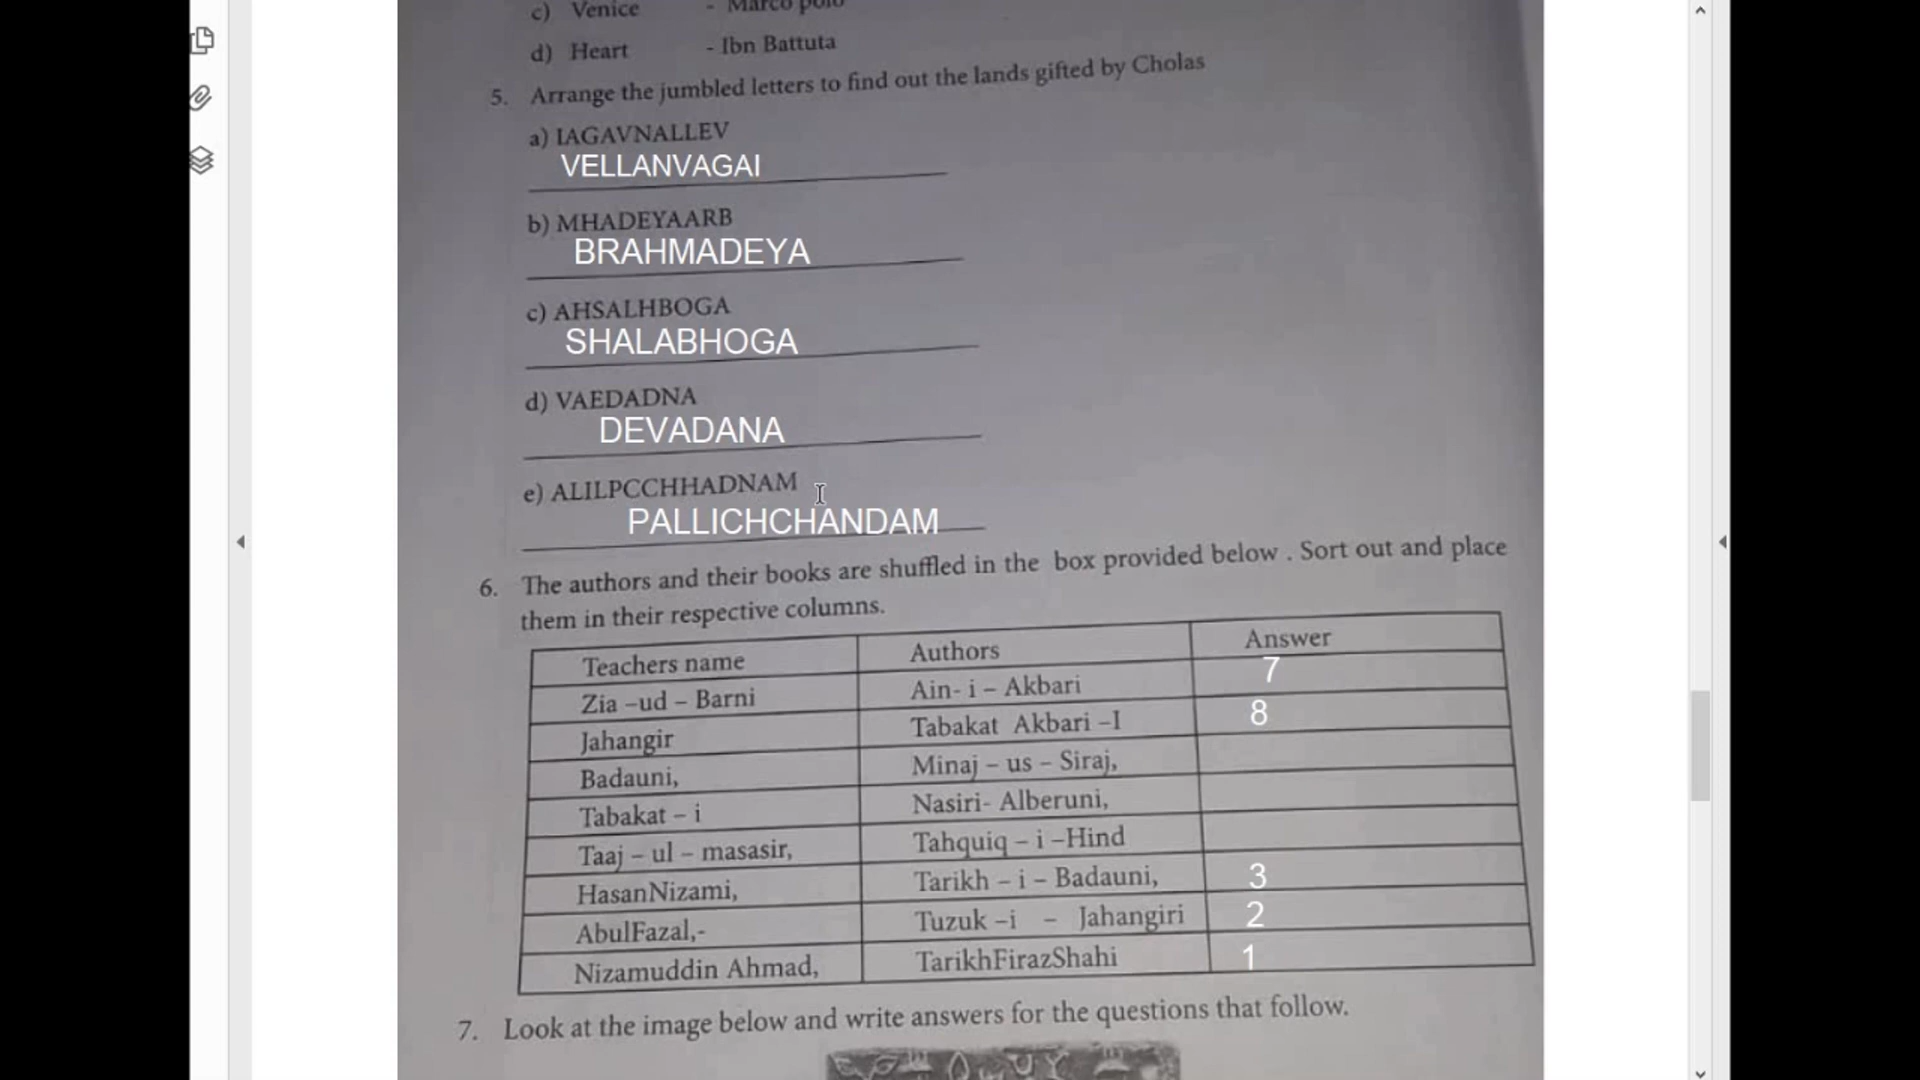 c) Venice - Marco polo
d) Heart - Ibn Battuta
5. Arrange the jumbled letters to find out the lands gifted by Cholas
a) IAGAVNALLEV
VELLANVAGAI
b) MHADEYAARB
BRAHMADEYA
c) AHSALHBOGA
SHALABHOGA
d) VAEDADNA
DEVADANA
e) ALILPCCHHADNAM
PALLICHCHANDAM
6. The authors and their books are shuffled in the box provided below . Sort out and place
them in their respective columns.
Teachers name Authors Answer
Zia –ud – Barni Ain- i – Akbari 7
Jahangir Tabakat Akbari –I 8
Badauni, Minaj – us – Siraj,
Tabakat – i Nasiri- Alberuni,
Taaj – ul – masasir, Tahquiq – i –Hind
HasanNizami, Tarikh – i – Badauni, 3
AbulFazal,- Tuzuk –i – Jahangiri 2
Nizamuddin Ahmad, TarikhFirazShahi 1
7. Look at the image below and write answers for the questions that follow.